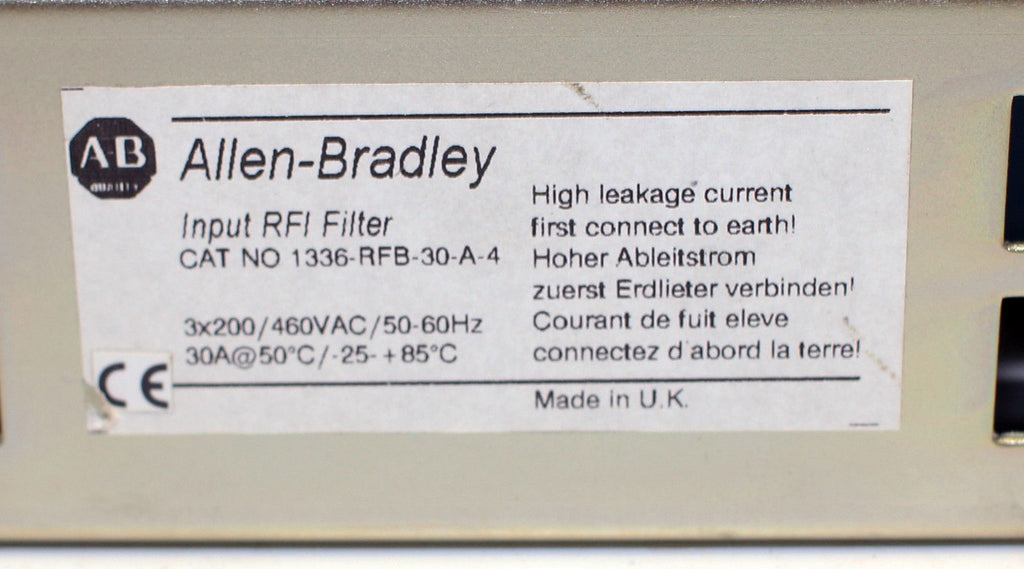 AB
QUALITY
Allen-Bradley
Input RFI Filter
CAT NO 1336-RFB-30-A-4
3x200/460VAC/50-60Hz
30A@50°C/-25-+85°C
CE
High leakage current
first connect to earth!
Hoher Ableitstrom
zuerst Erdlieter verbinden!
Courant de fuit eleve
connectez d'abord la terre!
Made in U.K.